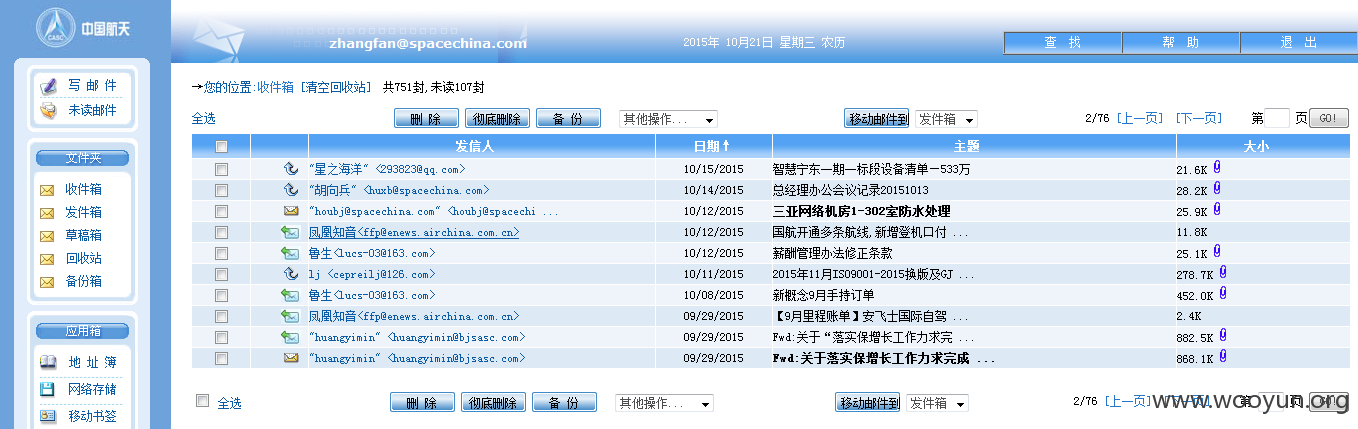 CASC 中国航天
zhangfan@spacechina.com
2015年 10月21日 星期三 农历
查 找 帮 助 退 出
写 邮 件
未读邮件
文件夹
收件箱
发件箱
草稿箱
回收站
备份箱
应用箱
地 址 簿
网络存储
移动书签
→您的位置:收件箱 [清空回收站] 共751封,未读107封
全选 删 除 彻底删除 备 份 其他操作... 移动邮件到 发件箱 2/76 [上一页] [下一页] 第 页 GO!
发信人 日期↑ 主题 大小
"星之海洋" <293823@qq.com> 10/15/2015 智慧宁东一期一标段设备清单－533万 21.6K
"胡向兵" <huxb@spacechina.com> 10/14/2015 总经理办公会议记录20151013 28.2K
"houbj@spacechina.com" <houbj@spacechi ... 10/12/2015 三亚网络机房1-302室防水处理 25.9K
凤凰知音<ffp@enews.airchina.com.cn> 10/12/2015 国航开通多条航线,新增登机口付 ... 11.8K
鲁生<lucs-03@163.com> 10/12/2015 薪酬管理办法修正条款 25.1K
lj <cepreilj@126.com> 10/11/2015 2015年11月ISO9001-2015换版及GJ ... 278.7K
鲁生<lucs-03@163.com> 10/08/2015 新概念9月手持订单 452.0K
凤凰知音<ffp@enews.airchina.com.cn> 09/29/2015 【9月里程账单】安飞士国际自驾 ... 2.4K
"huangyimin" <huangyimin@bjsasc.com> 09/29/2015 Fwd:关于“落实保增长工作力求完 ... 882.5K
"huangyimin" <huangyimin@bjsasc.com> 09/29/2015 Fwd:关于落实保增长工作力求完成 ... 868.1K
全选 删 除 彻底删除 备 份 其他操作... 移动邮件到 发件箱 2/76 [上一页] [下一页] 第 页 GO!
www.wooyun.org